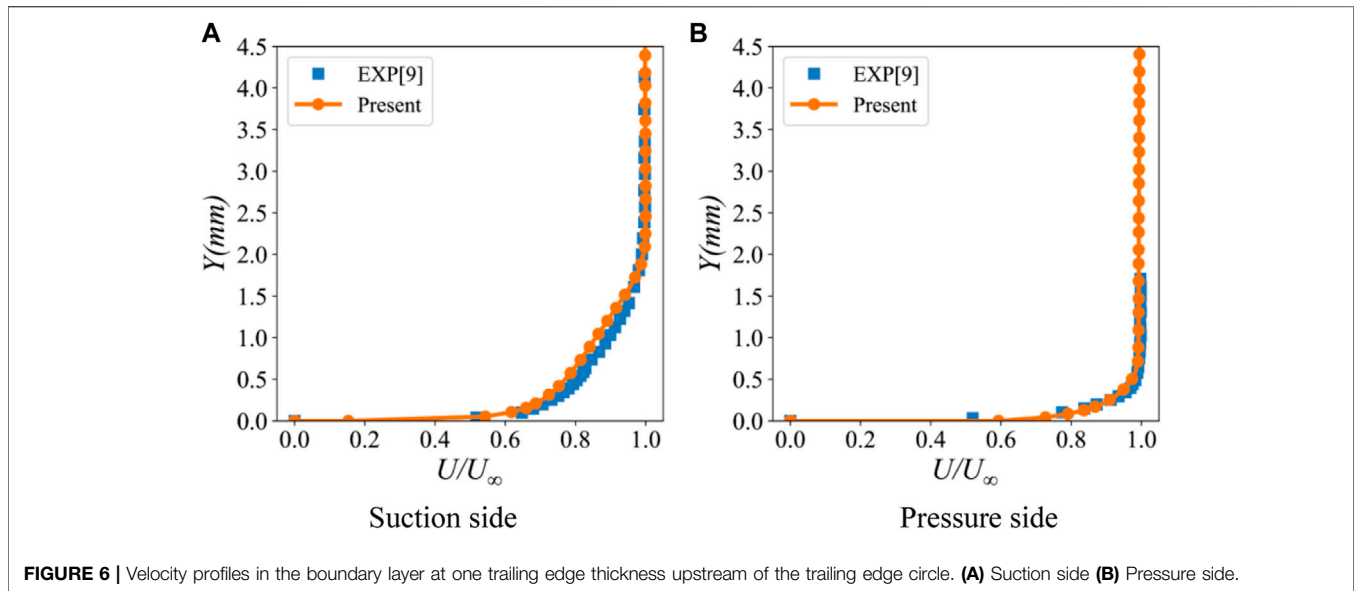 A
B
4.5
4.0
3.5
3.0
2.5
2.0
1.5
1.0
0.5
0.0
Y(mm)
EXP[9]
Present
0.0 0.2 0.4 0.6 0.8 1.0
U/U∞
Suction side
4.5
4.0
3.5
3.0
2.5
2.0
1.5
1.0
0.5
0.0
Y(mm)
EXP[9]
Present
0.0 0.2 0.4 0.6 0.8 1.0
U/U∞
Pressure side
FIGURE 6 | Velocity profiles in the boundary layer at one trailing edge thickness upstream of the trailing edge circle. (A) Suction side (B) Pressure side.